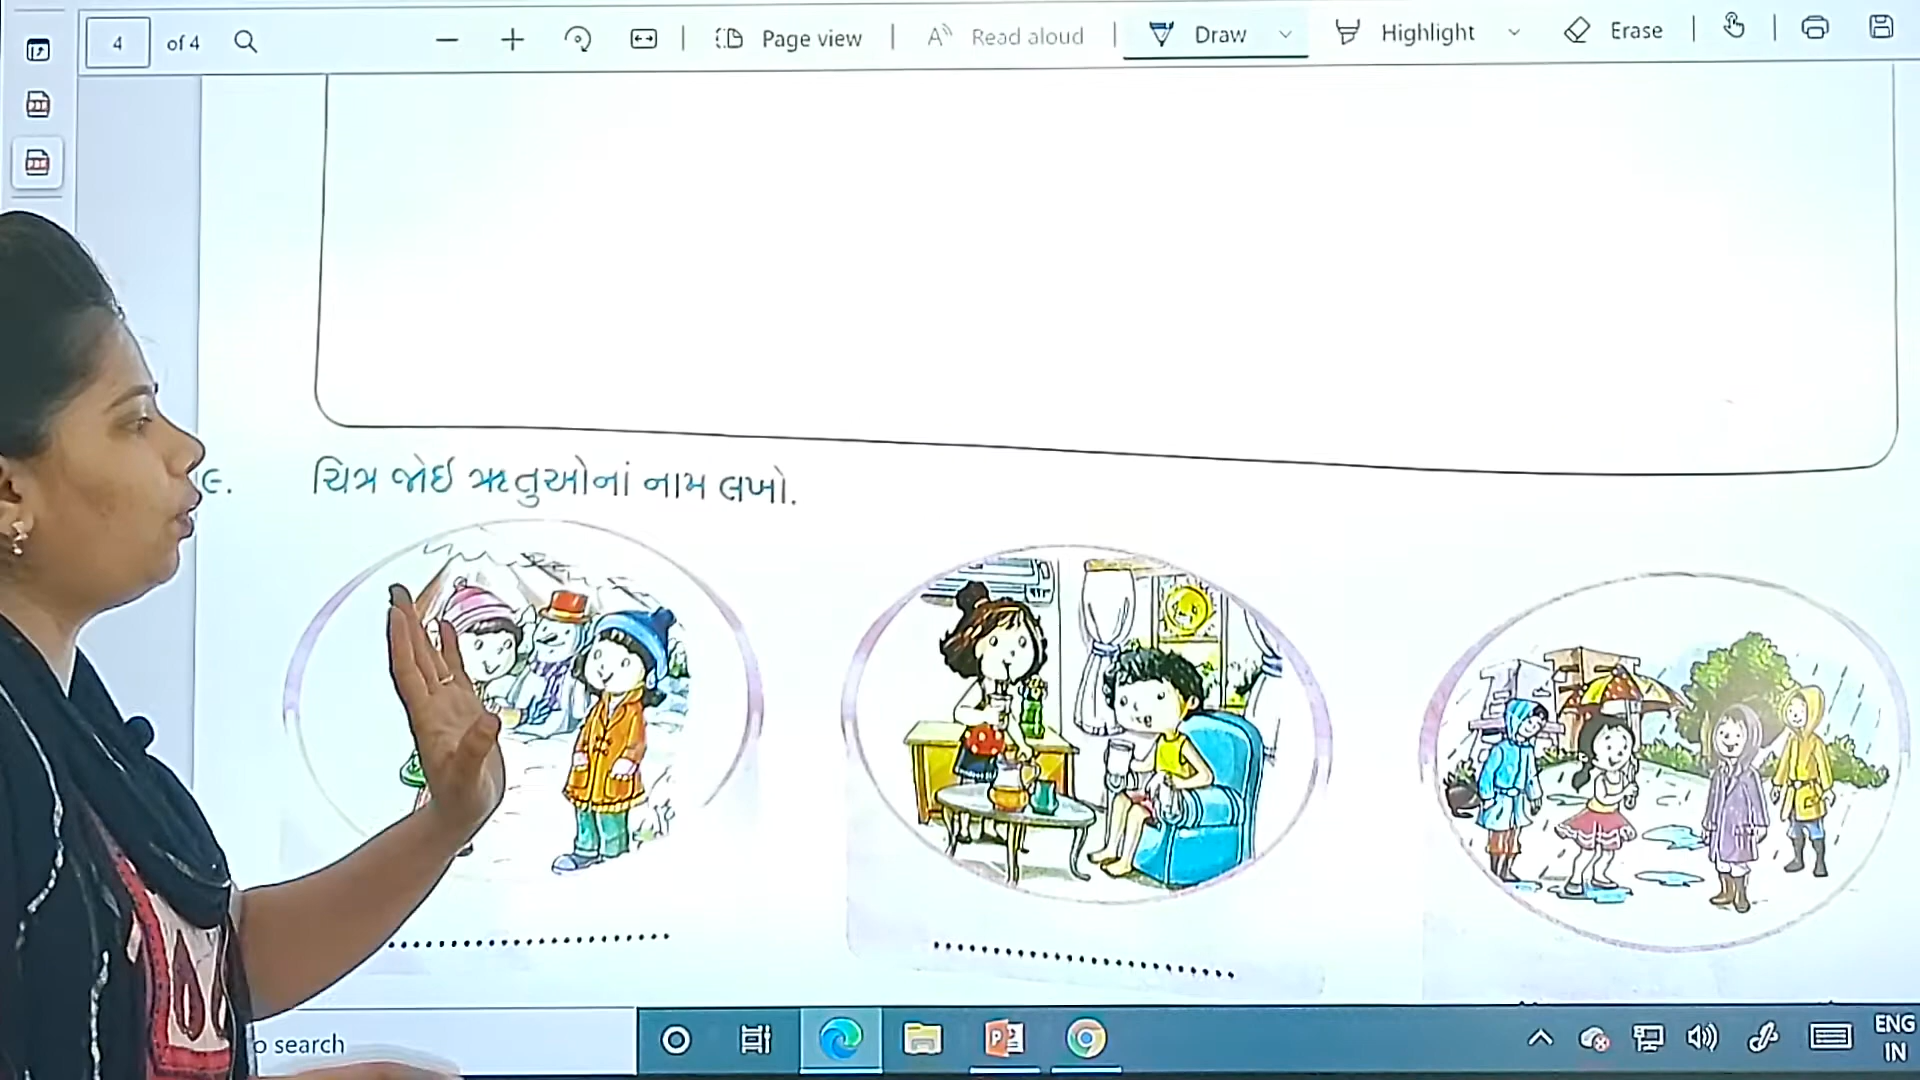 4 of 4 Page view Read aloud Draw Highlight Erase
૯. ચિત્ર જોઈ ઋતુઓનાં નામ લખો.
o search
ENG
IN